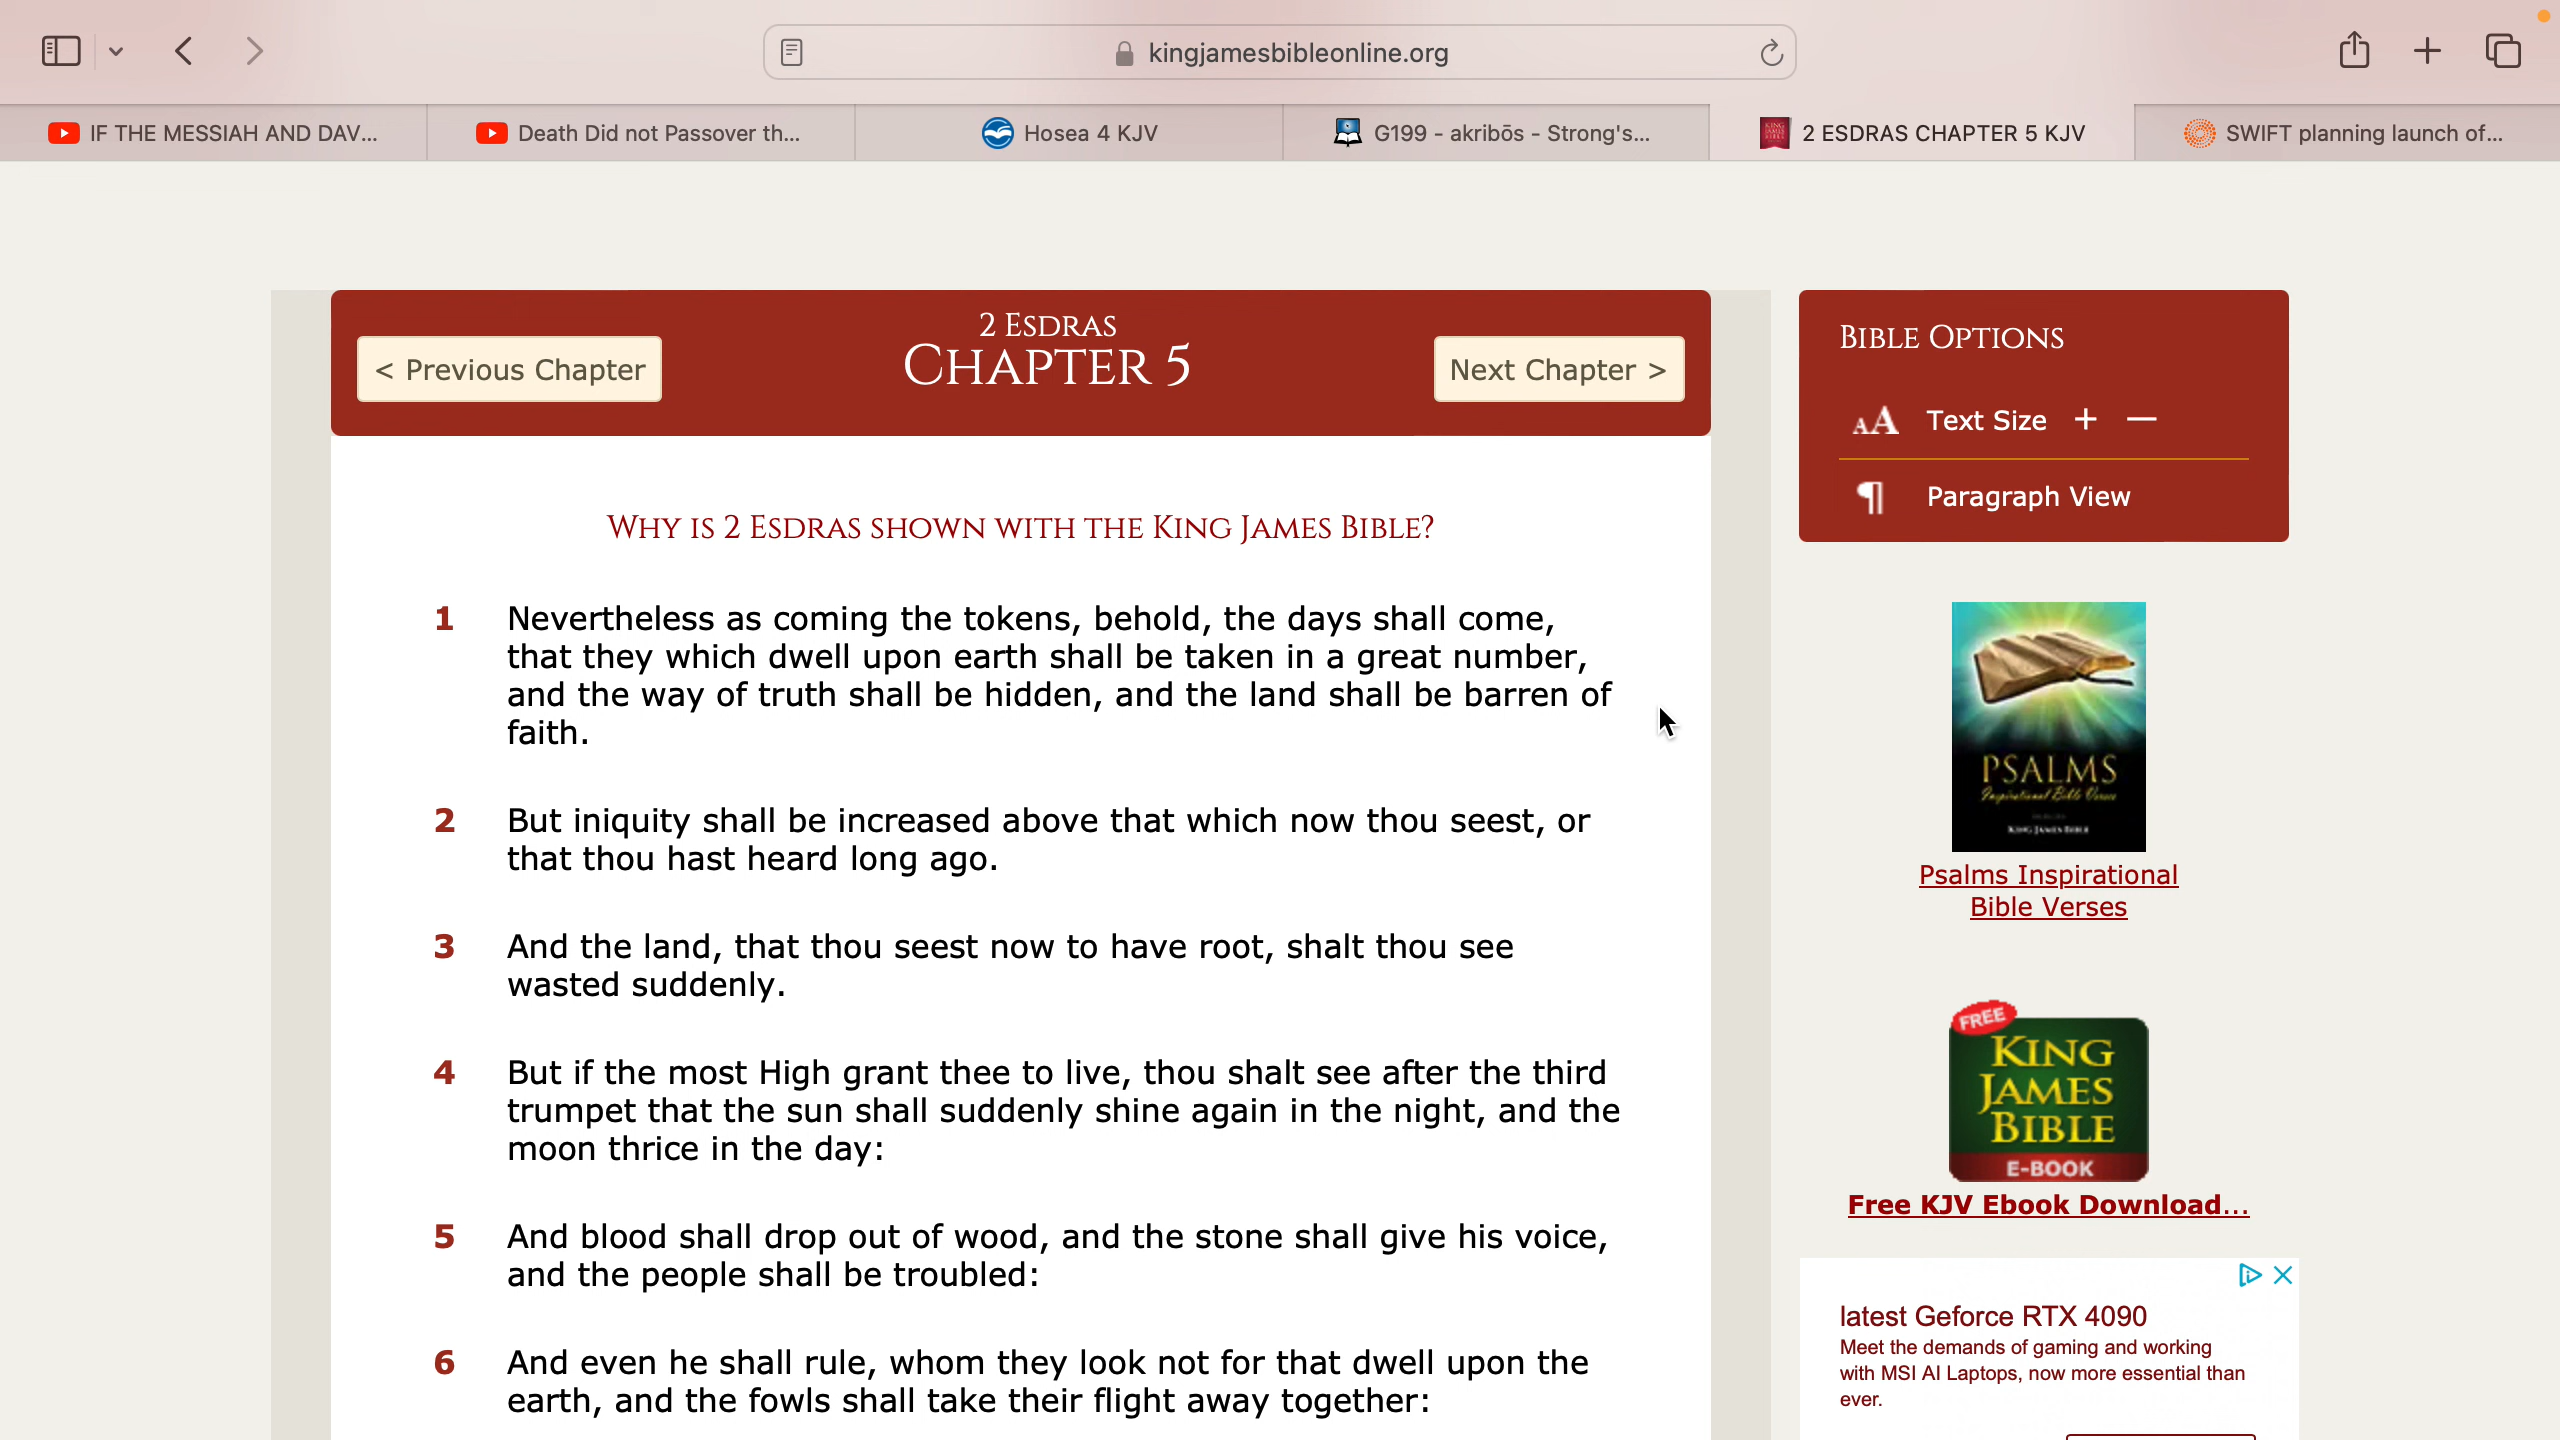 kingjamesbibleonline.org
IF THE MESSIAH AND DAV...
Death Did not Passover th...
Hosea 4 KJV
G199 - akribōs - Strong's...
2 ESDRAS CHAPTER 5 KJV
SWIFT planning launch of...
< Previous Chapter
2 ESDRAS
CHAPTER 5
Next Chapter >
BIBLE OPTIONS
AA Text Size + —
¶ Paragraph View
WHY IS 2 ESDRAS SHOWN WITH THE KING JAMES BIBLE?
1 Nevertheless as coming the tokens, behold, the days shall come,
that they which dwell upon earth shall be taken in a great number,
and the way of truth shall be hidden, and the land shall be barren of
faith.
2 But iniquity shall be increased above that which now thou seest, or
that thou hast heard long ago.
3 And the land, that thou seest now to have root, shalt thou see
wasted suddenly.
4 But if the most High grant thee to live, thou shalt see after the third
trumpet that the sun shall suddenly shine again in the night, and the
moon thrice in the day:
5 And blood shall drop out of wood, and the stone shall give his voice,
and the people shall be troubled:
6 And even he shall rule, whom they look not for that dwell upon the
earth, and the fowls shall take their flight away together:
PSALMS
Inspirational Bible Verses
KING JAMES BIBLE
Psalms Inspirational
Bible Verses
FREE
KING
JAMES
BIBLE
E-BOOK
Free KJV Ebook Download...
latest Geforce RTX 4090
Meet the demands of gaming and working
with MSI AI Laptops, now more essential than
ever.